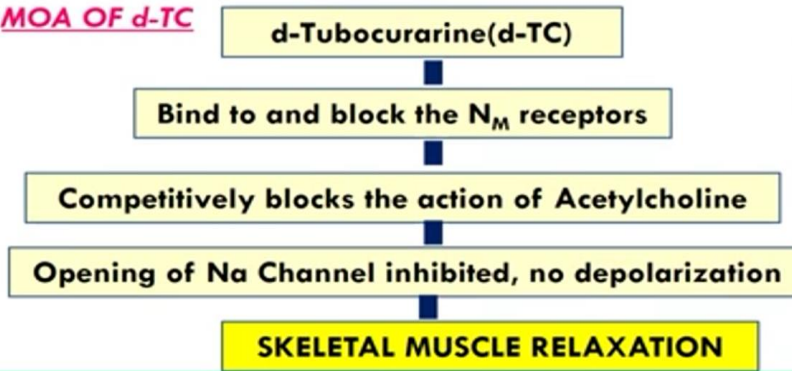 MOA OF d-TC
d-Tubocurarine(d-TC)
Bind to and block the NM receptors
Competitively blocks the action of Acetylcholine
Opening of Na Channel inhibited, no depolarization
SKELETAL MUSCLE RELAXATION